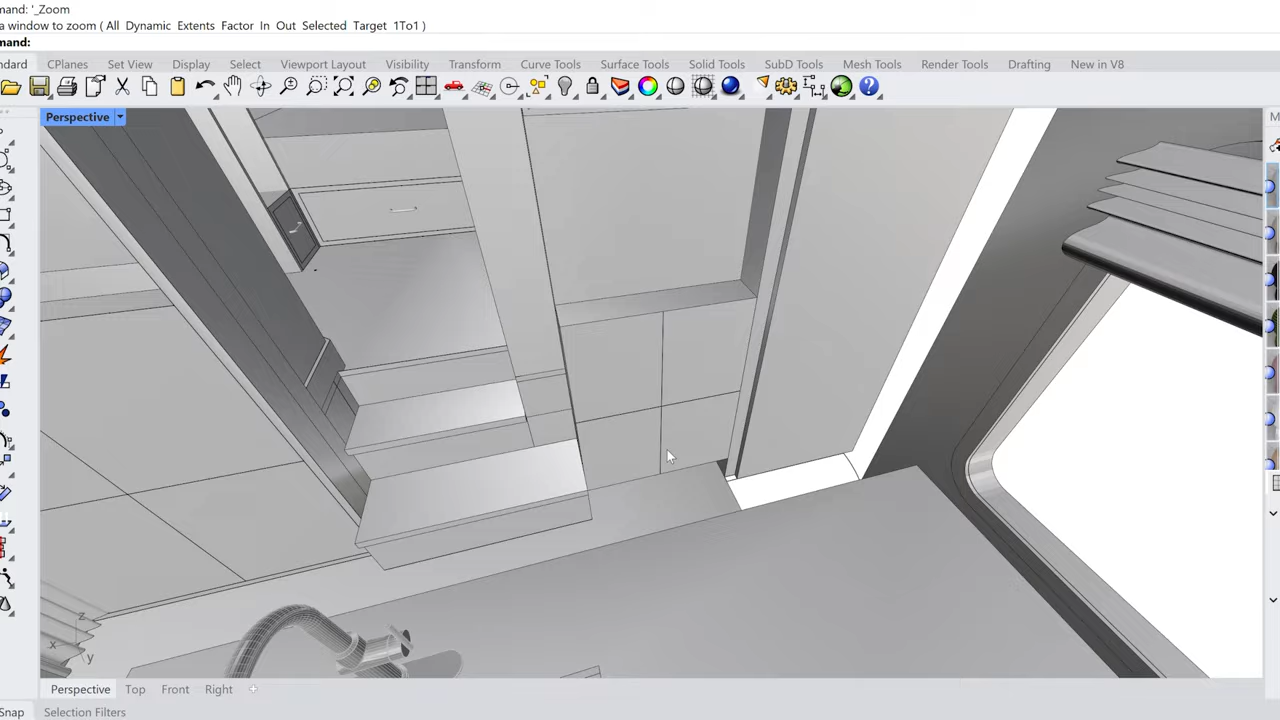 mand: '_Zoom
a window to zoom ( All Dynamic Extents Factor In Out Selected Target 1To1 )
mand:
ndard CPlanes Set View Display Select Viewport Layout Visibility Transform Curve Tools Surface Tools Solid Tools SubD Tools Mesh Tools Render Tools Drafting New in V8
Perspective
M
z
x
y
Perspective Top Front Right
Snap Selection Filters